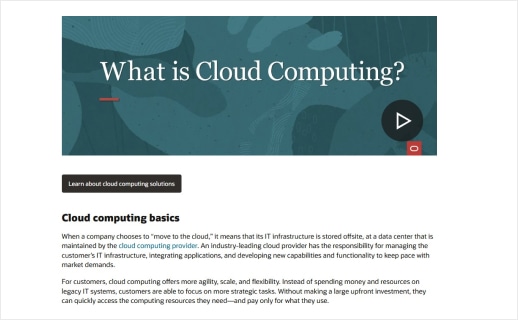 What is Cloud Computing?
Learn about cloud computing solutions
Cloud computing basics
When a company chooses to “move to the cloud,” it means that its IT infrastructure is stored offsite, at a data center that is
maintained by the cloud computing provider. An industry-leading cloud provider has the responsibility for managing the
customer’s IT infrastructure, integrating applications, and developing new capabilities and functionality to keep pace with
market demands.
For customers, cloud computing offers more agility, scale, and flexibility. Instead of spending money and resources on
legacy IT systems, customers are able to focus on more strategic tasks. Without making a large upfront investment, they
can quickly access the computing resources they need—and pay only for what they use.